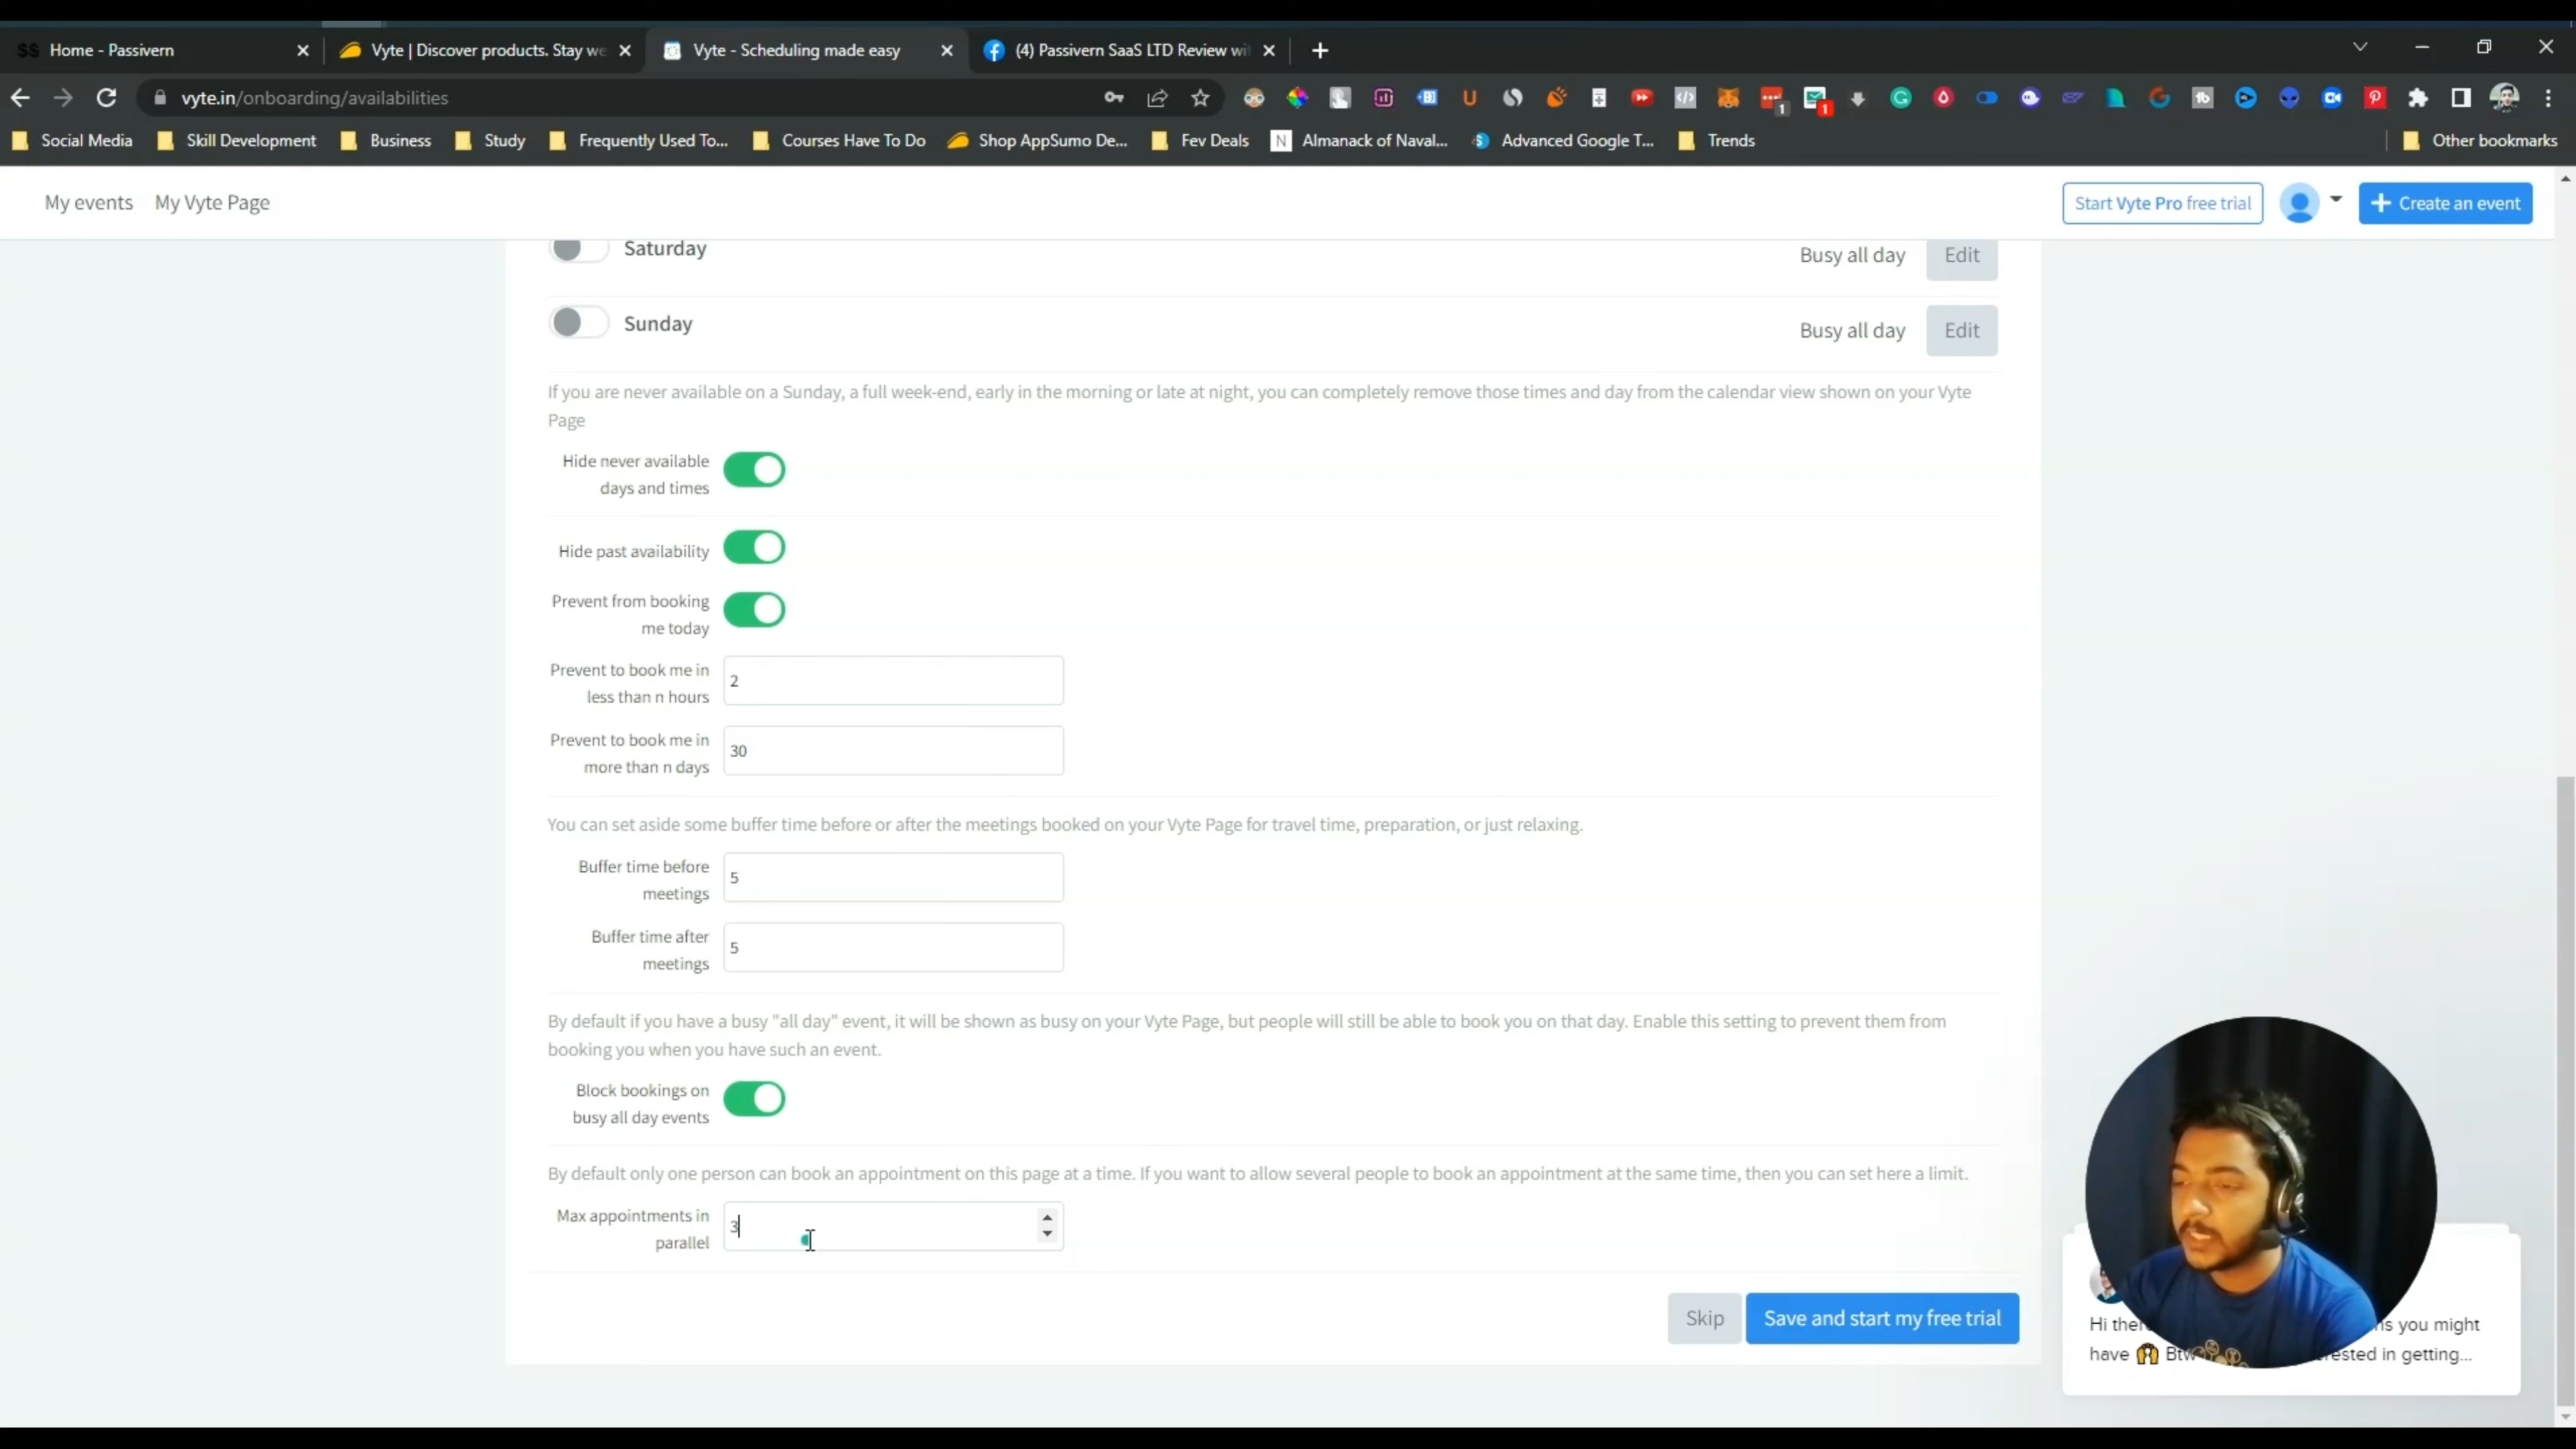 Home - Passivern
Vyte | Discover products. Stay we
Vyte - Scheduling made easy
(4) Passivern SaaS LTD Review wi
vyte.in/onboarding/availabilities
Social Media
Skill Development
Business
Study
Frequently Used To...
Courses Have To Do
Shop AppSumo De...
Fev Deals
Almanack of Naval...
Advanced Google T...
Trends
Other bookmarks
My events
My Vyte Page
Start Vyte Pro free trial
Create an event
Saturday
Busy all day
Edit
Sunday
Busy all day
Edit
If you are never available on a Sunday, a full week-end, early in the morning or late at night, you can completely remove those times and day from the calendar view shown on your Vyte
Page
Hide never available
days and times
Hide past availability
Prevent from booking
me today
Prevent to book me in
less than n hours
2
Prevent to book me in
more than n days
30
You can set aside some buffer time before or after the meetings booked on your Vyte Page for travel time, preparation, or just relaxing.
Buffer time before
meetings
5
Buffer time after
meetings
5
By default if you have a busy "all day" event, it will be shown as busy on your Vyte Page, but people will still be able to book you on that day. Enable this setting to prevent them from
booking you when you have such an event.
Block bookings on
busy all day events
By default only one person can book an appointment on this page at a time. If you want to allow several people to book an appointment at the same time, then you can set here a limit.
Max appointments in
parallel
3
Skip
Save and start my free trial
Hi you might
have 🙌 Btw in getting...